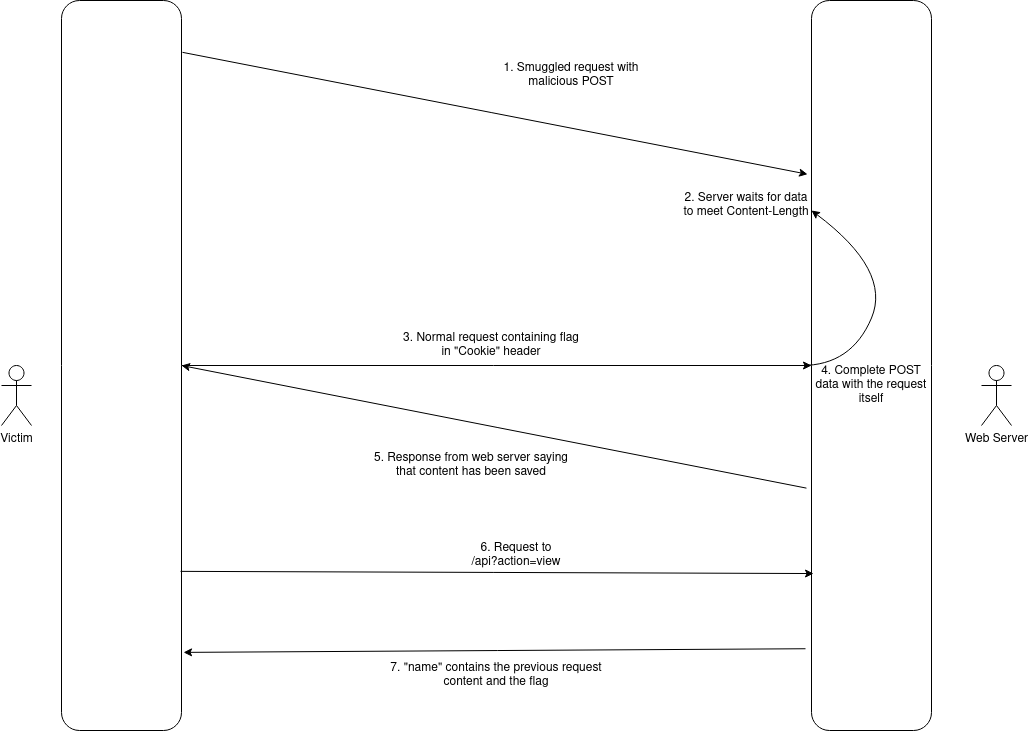 1. Smuggled request with
malicious POST
2. Server waits for data
to meet Content-Length
3. Normal request containing flag
in "Cookie" header
4. Complete POST
data with the request
itself
Victim
Web Server
5. Response from web server saying
that content has been saved
6. Request to
/api?action=view
7. "name" contains the previous request
content and the flag